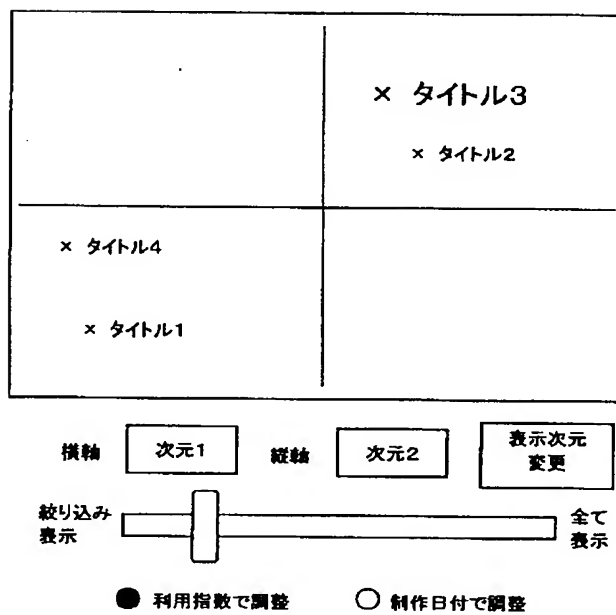 × タイトル3
× タイトル2
× タイトル4
× タイトル1
横軸 次元1 縦軸 次元2 表示次元
変更
絞り込み
表示
全て
表示
● 利用指数で調整 ○ 制作日付で調整